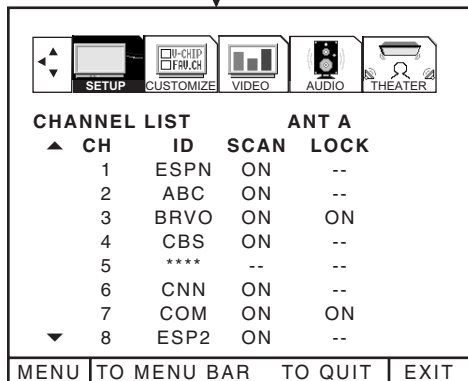 V-CHIP
FAV.CH
SETUP CUSTOMIZE VIDEO AUDIO THEATER
CHANNEL LIST ANT A
CH ID SCAN LOCK
1 ESPN ON --
2 ABC ON --
3 BRVO ON ON
4 CBS ON --
5 **** -- --
6 CNN ON --
7 COM ON ON
8 ESP2 ON --
MENU TO MENU BAR TO QUIT EXIT